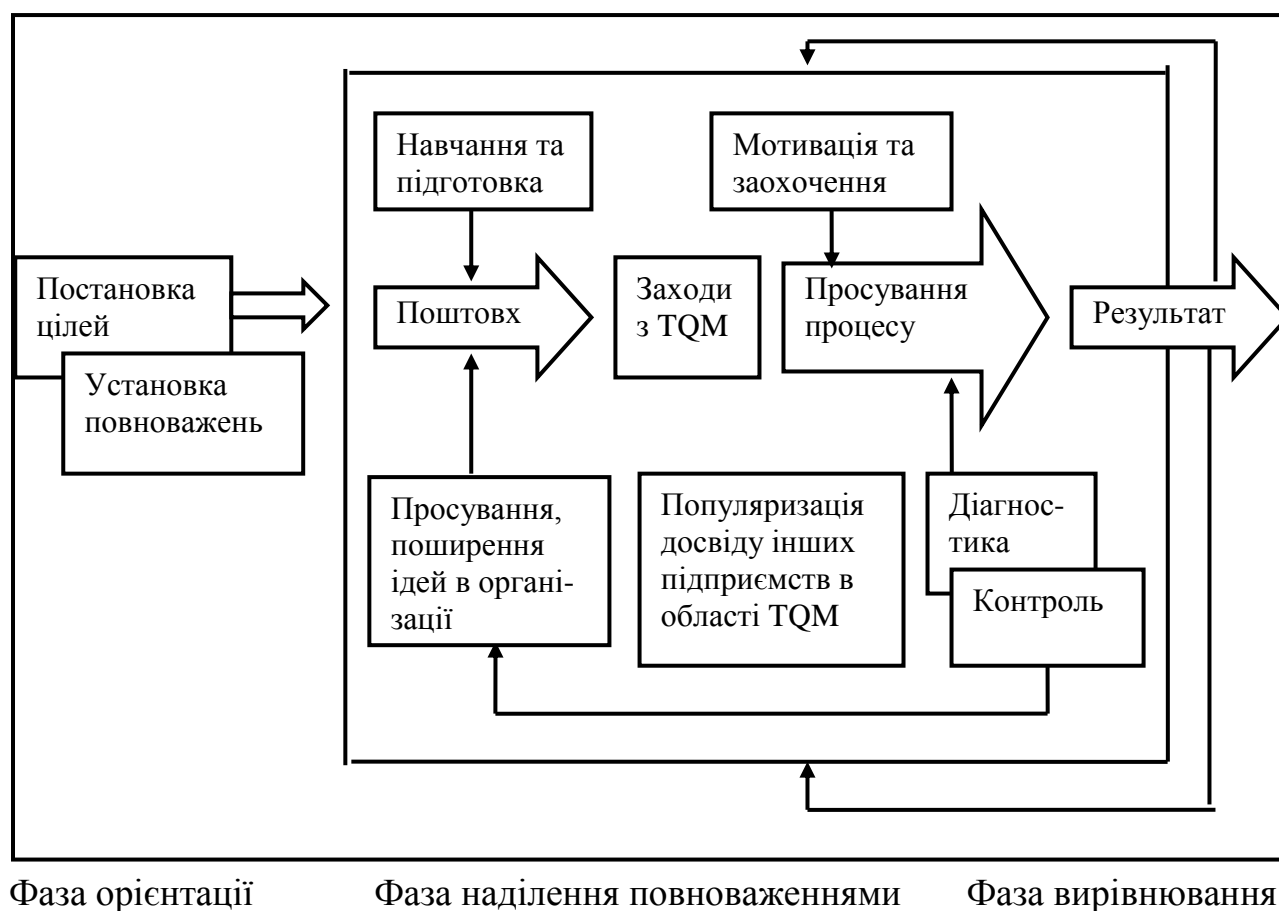 Навчання та
підготовка
Мотивація та
заохочення
Постановка
цілей
Установка
повноважень
Поштовх
Заходи
з TQM
Просування
процесу
Результат
Просування,
поширення
ідей в органі-
зації
Популяризація
досвіду інших
підприємств в
області TQM
Діагнос-
тика
Контроль
Фаза орієнтації
Фаза наділення повноваженнями
Фаза вирівнювання